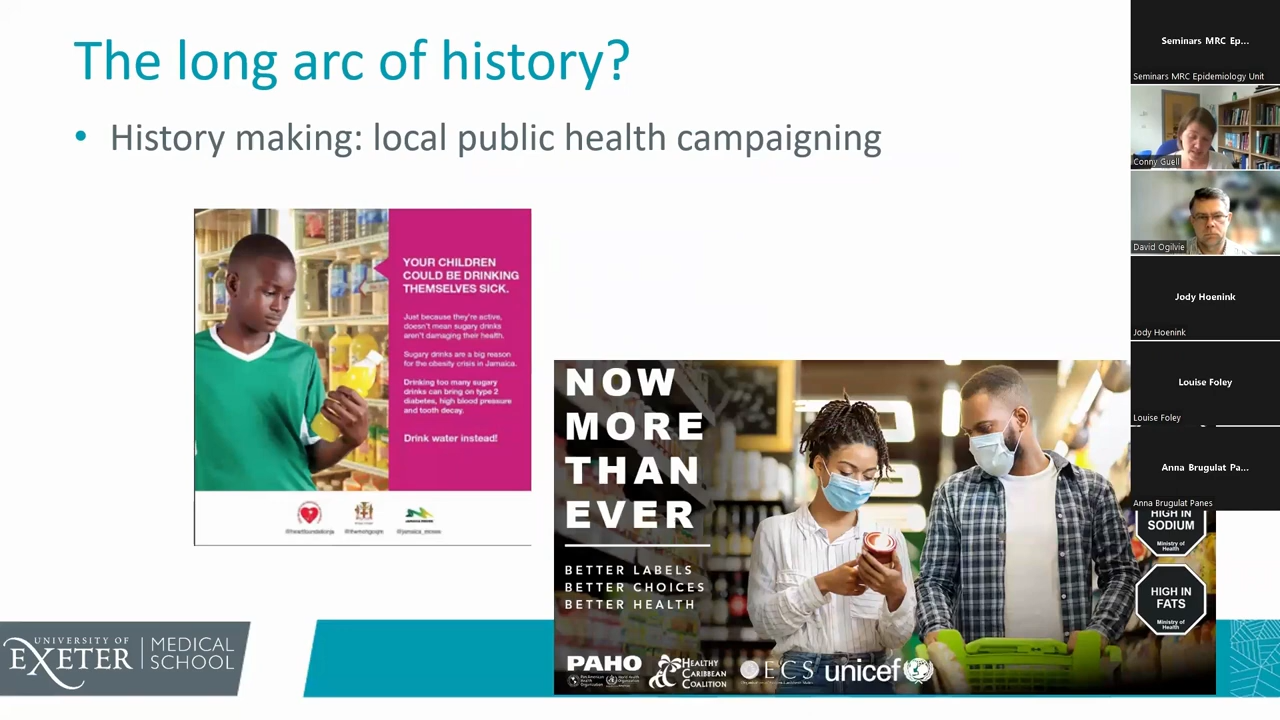 The long arc of history?
• History making: local public health campaigning
YOUR CHILDREN
COULD BE DRINKING
THEMSELVES SICK.
Just because they're active,
doesn't mean sugary drinks
aren't damaging their health.
Sugary drinks are a big reason
for the obesity crisis in Jamaica.
Drinking too many sugary
drinks can bring on type 2
diabetes, high blood pressure
and tooth decay.
Drink water instead!
NOW
MORE
THAN
EVER
BETTER LABELS
BETTER CHOICES
BETTER HEALTH
PAHO
HEALTHY
CARIBBEAN
COALITION
OECS
unicef
HIGH IN
SODIUM
Ministry of
Health
HIGH IN
FATS
Ministry of
Health
UNIVERSITY OF
EXETER
MEDICAL
SCHOOL
Seminars MRC Ep...
Seminars MRC Epidemiology Unit
Conny Guell
David Ogilvie
Jody Hoenink
Jody Hoenink
Louise Foley
Louise Foley
Anna Brugulat Pa...
Anna Brugulat Panes